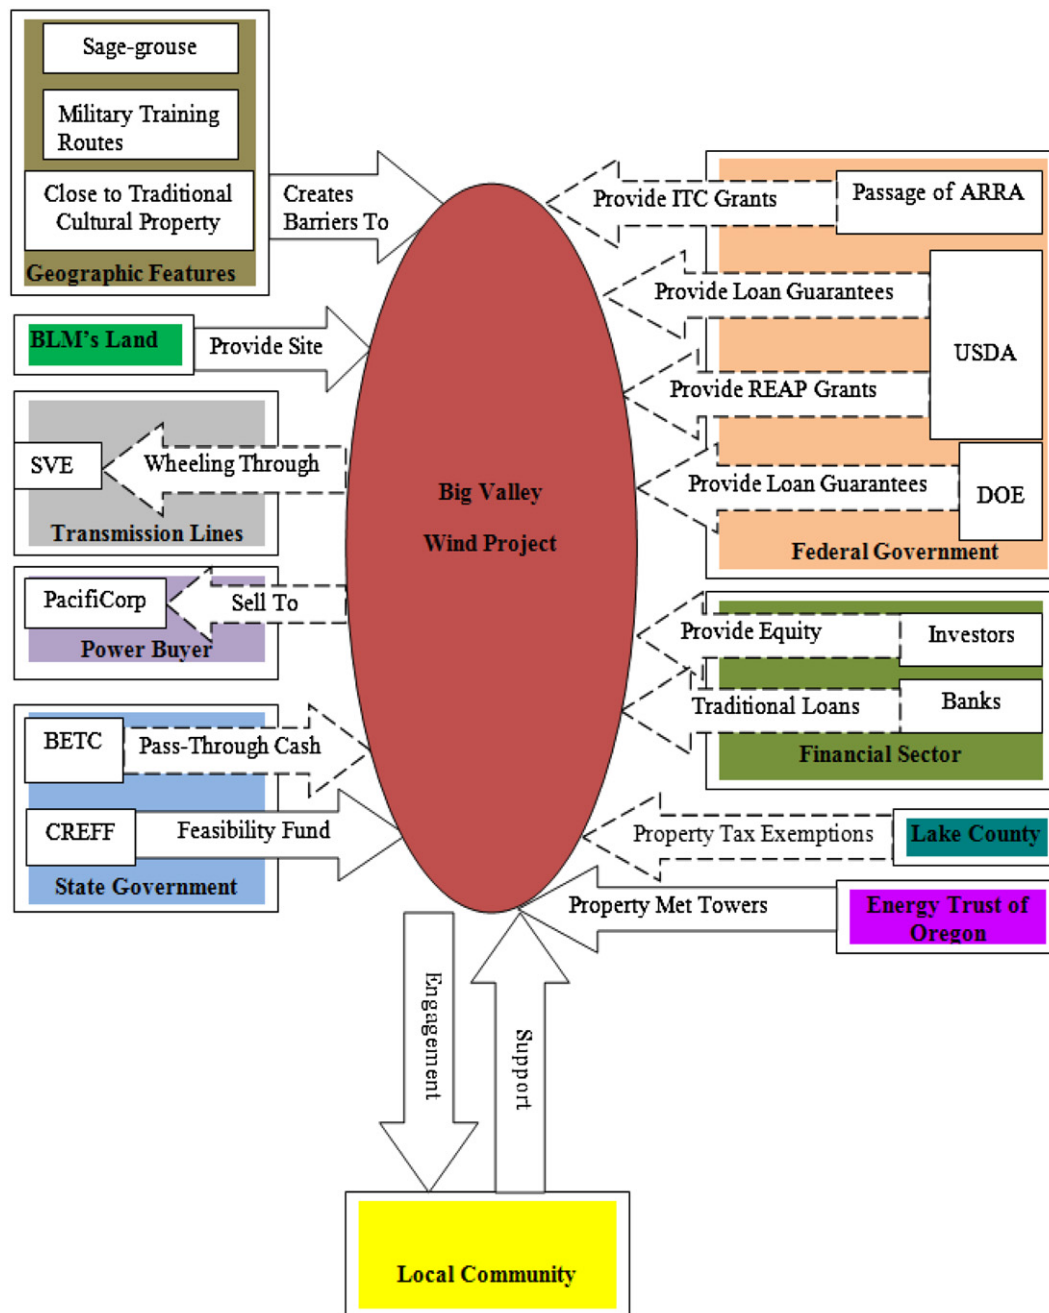 Sage-grouse
Military Training
Routes
Close to Traditional
Cultural Property
Geographic Features
Creates
Barriers To
BLM's Land
Provide Site
SVE
Wheeling Through
Transmission Lines
PacifiCorp
Sell To
Power Buyer
BETC
Pass-Through Cash
CREFF
Feasibility Fund
State Government
Big Valley
Wind Project
Provide ITC Grants
Passage of ARRA
Provide Loan Guarantees
USDA
Provide REAP Grants
Provide Loan Guarantees
DOE
Federal Government
Provide Equity
Investors
Traditional Loans
Banks
Financial Sector
Property Tax Exemptions
Lake County
Property Met Towers
Energy Trust of
Oregon
Engagement
Support
Local Community